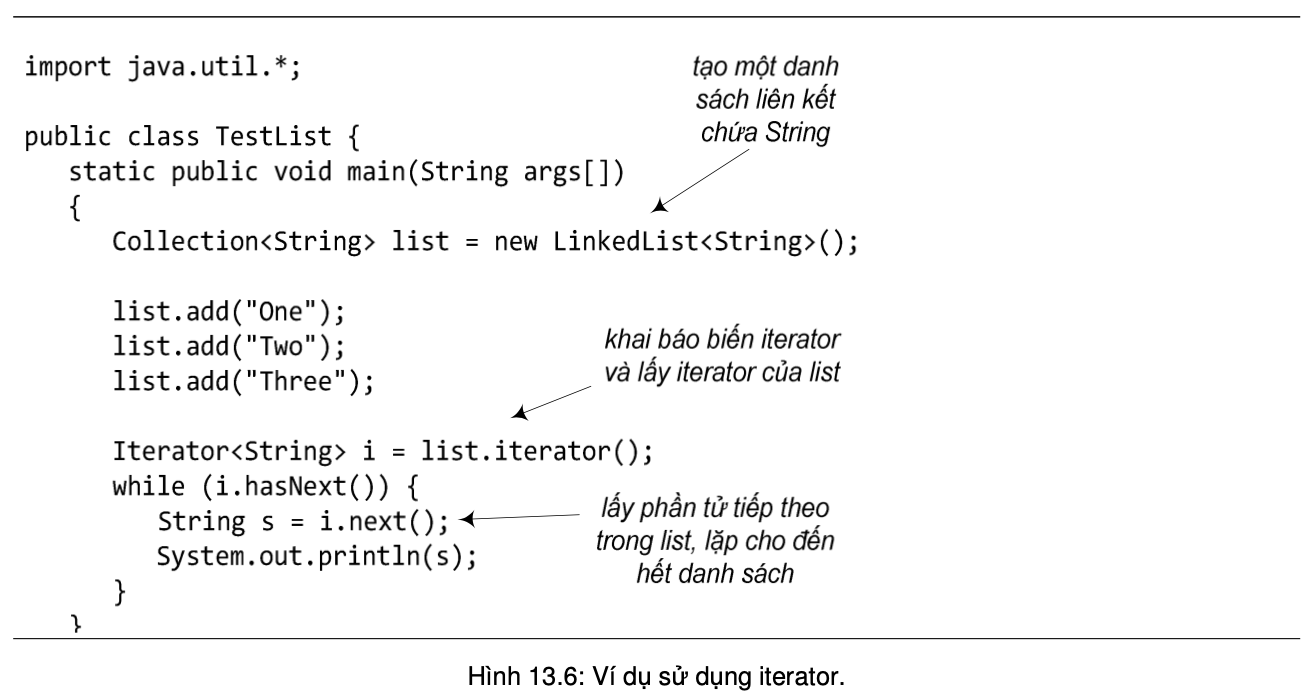 import java.util.*;
tạo một danh
sách liên kết
chứa String
public class TestList {
static public void main(String args[])
{
Collection<String> list = new LinkedList<String>();
list.add("One");
list.add("Two");
list.add("Three");
khai báo biến iterator
và lấy iterator của list
Iterator<String> i = list.iterator();
while (i.hasNext()) {
String s = i.next();
System.out.println(s);
lấy phần tử tiếp theo
trong list, lặp cho đến
hết danh sách
}
}
Hình 13.6: Ví dụ sử dụng iterator.